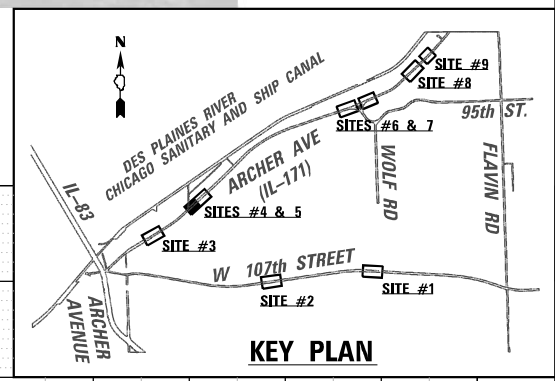 N
DES PLAINES RIVER
CHICAGO SANITARY AND SHIP CANAL
SITE #9
SITE #8
95th ST.
SITES #6 & 7
ARCHER AVE
(IL-171)
WOLF RD
FLAVIN RD
IL-83
SITES #4 & 5
SITE #3
W 107th STREET
SITE #1
SITE #2
ARCHER
AVENUE
KEY PLAN